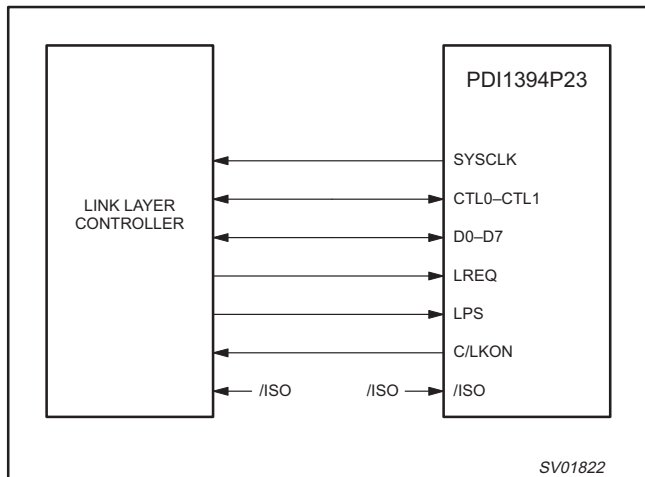 PDI1394P23
SYSCLK
CTL0–CTL1
LINK LAYER
CONTROLLER
D0–D7
LREQ
LPS
C/LKON
/ISO /ISO /ISO
SV01822